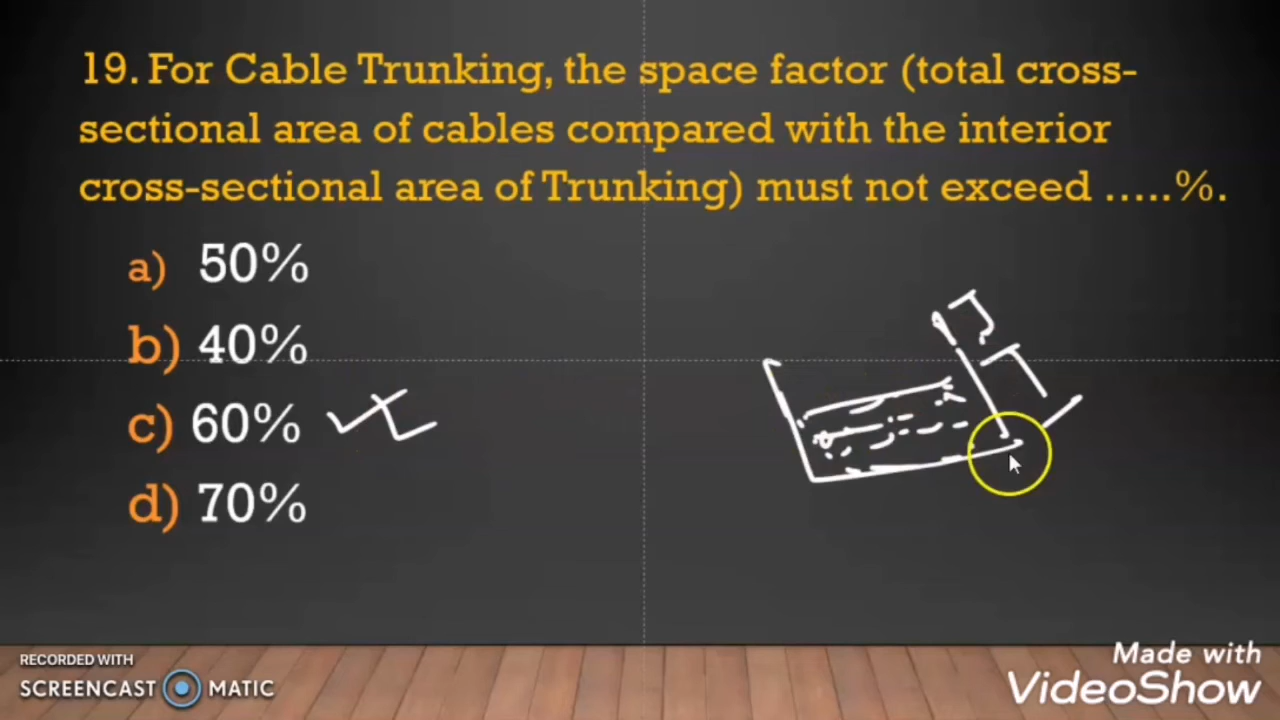 19. For Cable Trunking, the space factor (total cross-
sectional area of cables compared with the interior
cross-sectional area of Trunking) must not exceed .....%.
a) 50%
b) 40%
c) 60%
d) 70%
RECORDED WITH
SCREENCAST MATIC
Made with
VideoShow